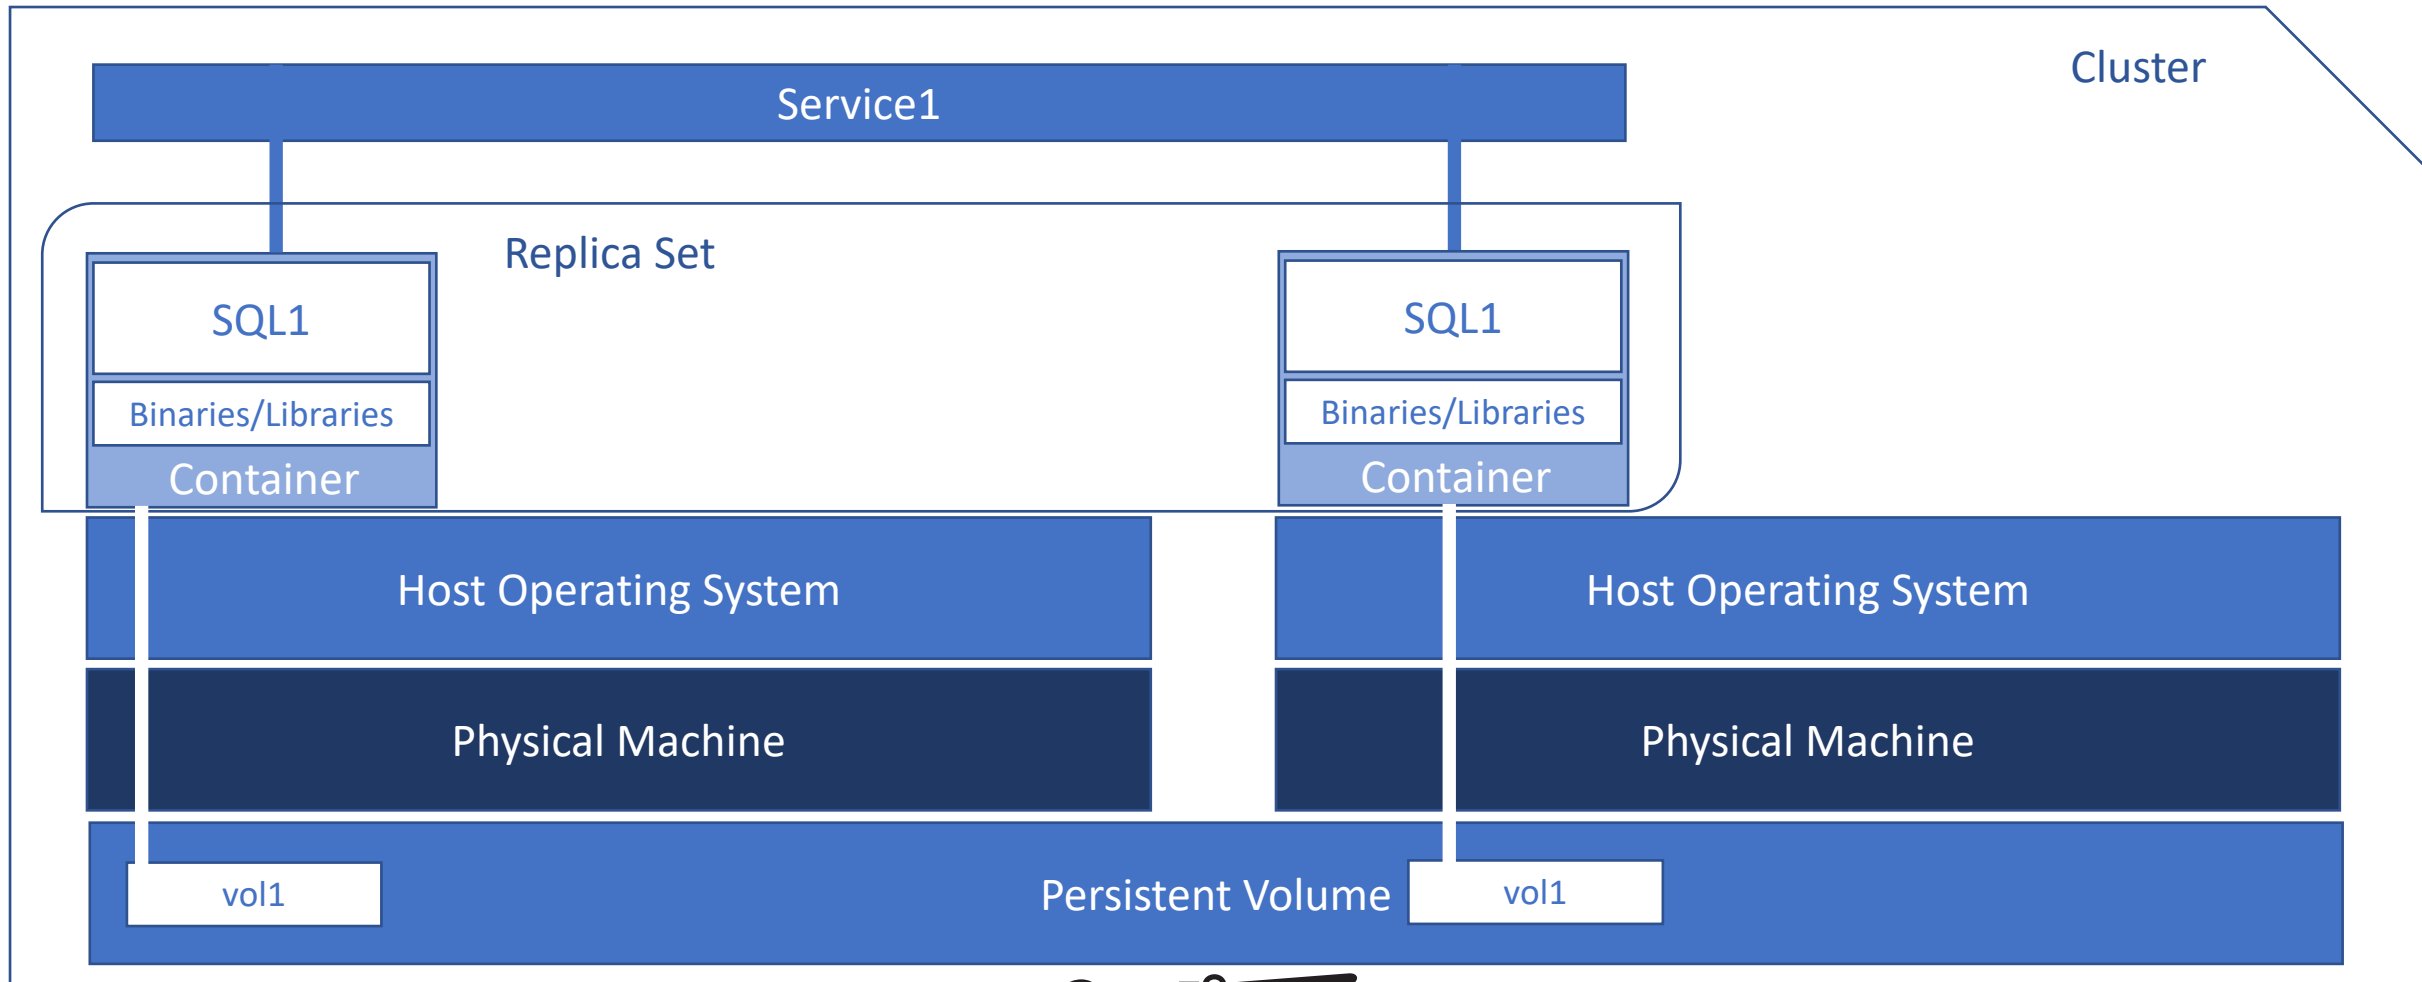 Cluster
Service1
Replica Set
SQL1
SQL1
Binaries/Libraries
Binaries/Libraries
Container
Container
Host Operating System
Host Operating System
Physical Machine
Physical Machine
vol1
Persistent Volume
vol1